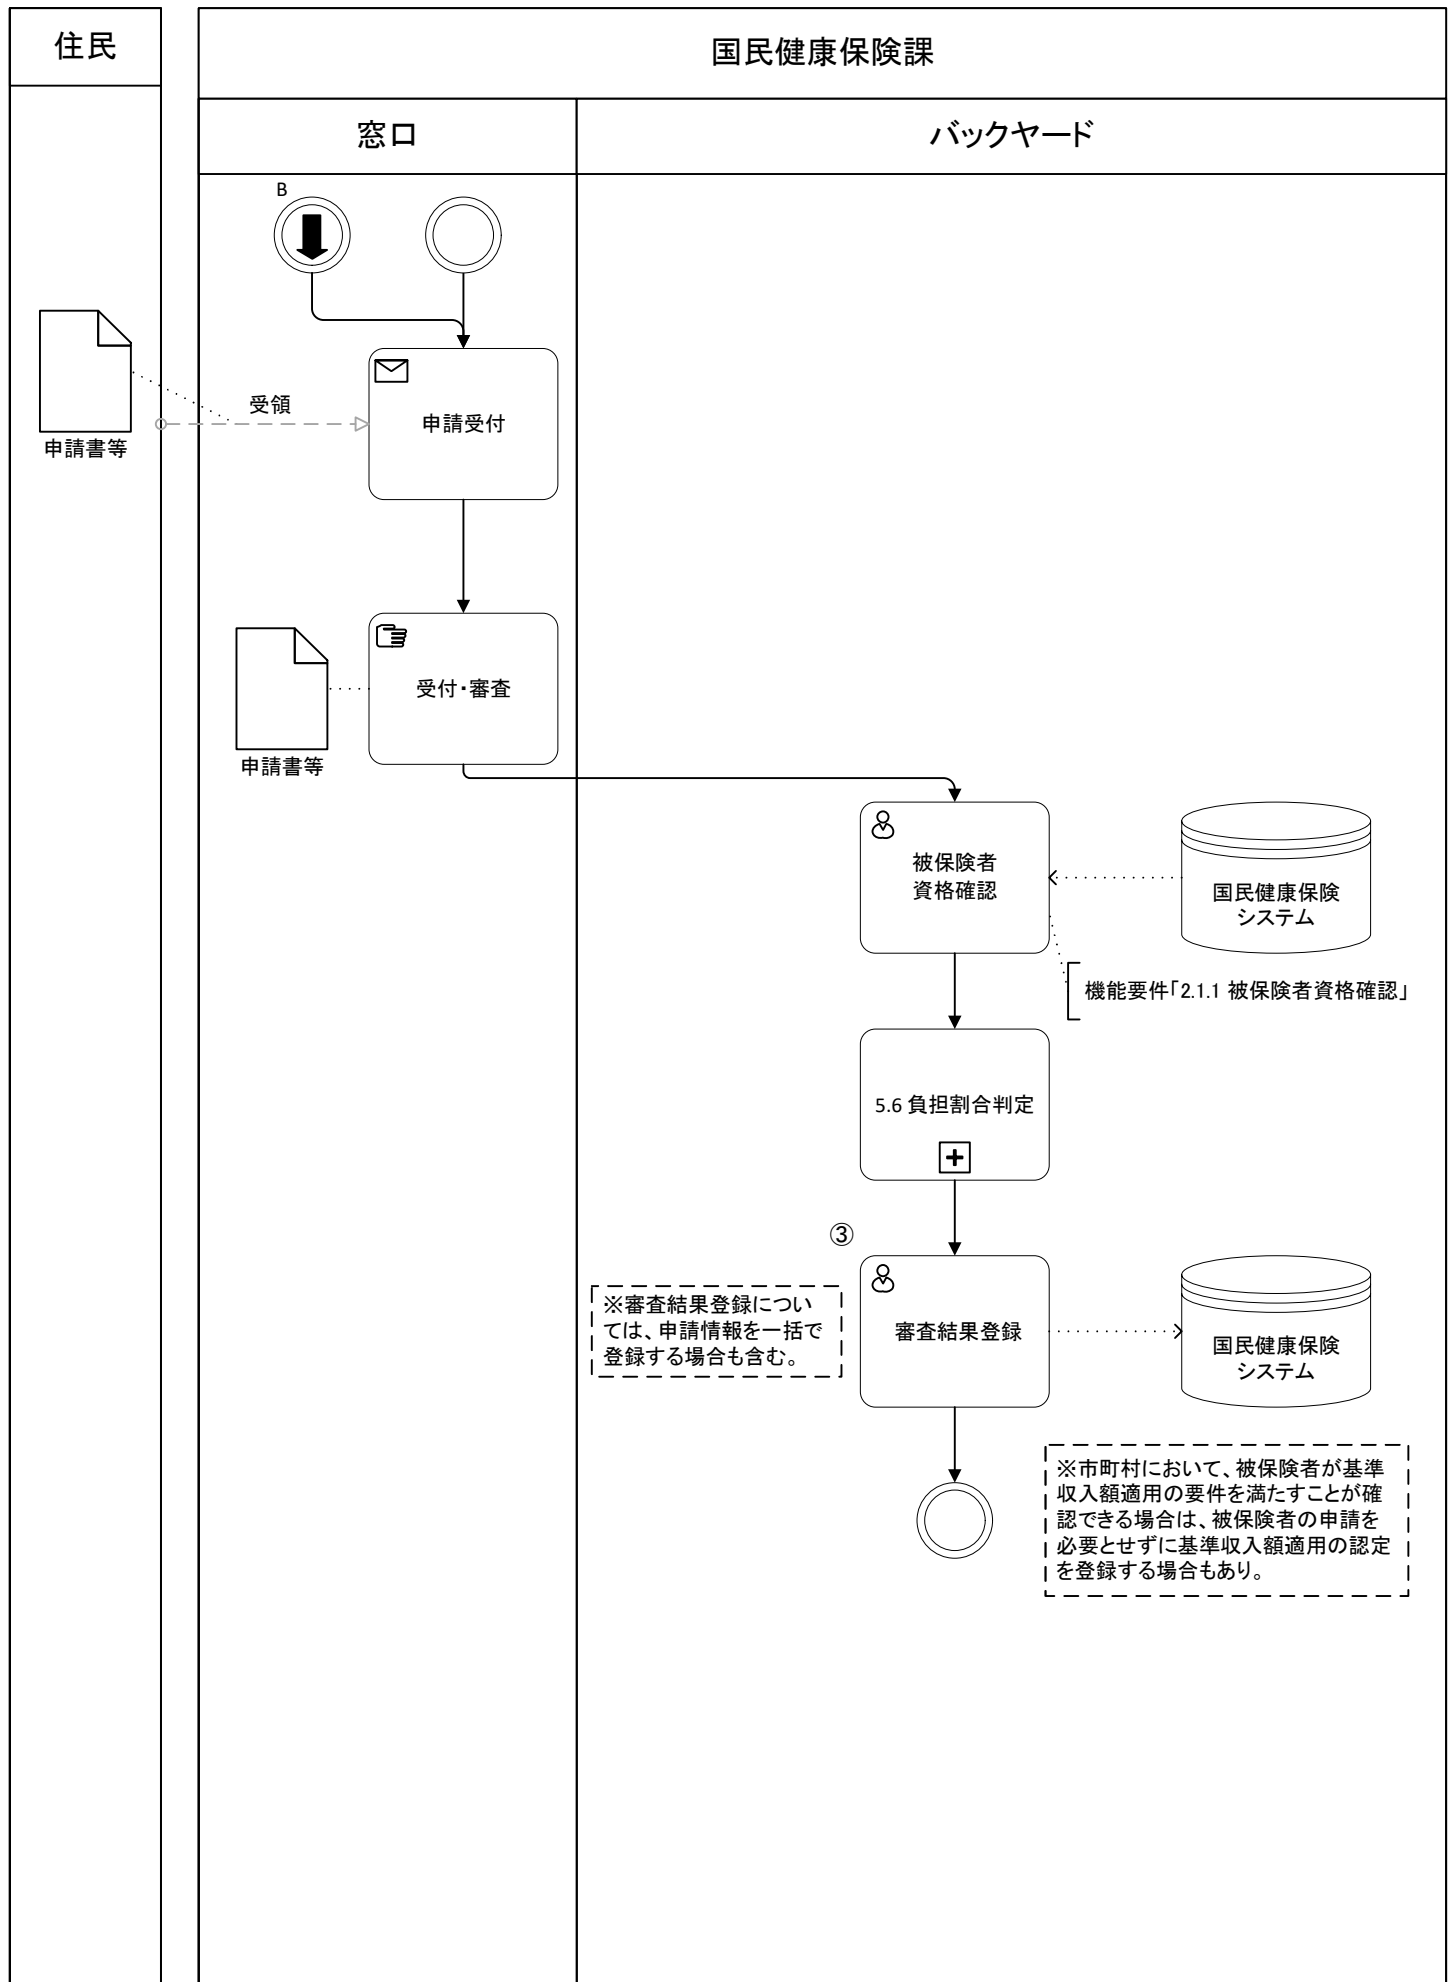 住民
国民健康保険課
窓口
バックヤード
B
受領
申請受付
申請書等
受付・審査
申請書等
被保険者
資格確認
国民健康保険
システム
機能要件「2.1.1 被保険者資格確認」
5.6 負担割合判定
③
※審査結果登録につい
ては、申請情報を一括で
登録する場合も含む。
審査結果登録
国民健康保険
システム
※市町村において、被保険者が基準
収入額適用の要件を満たすことが確
認できる場合は、被保険者の申請を
必要とせずに基準収入額適用の認定
を登録する場合もあり。